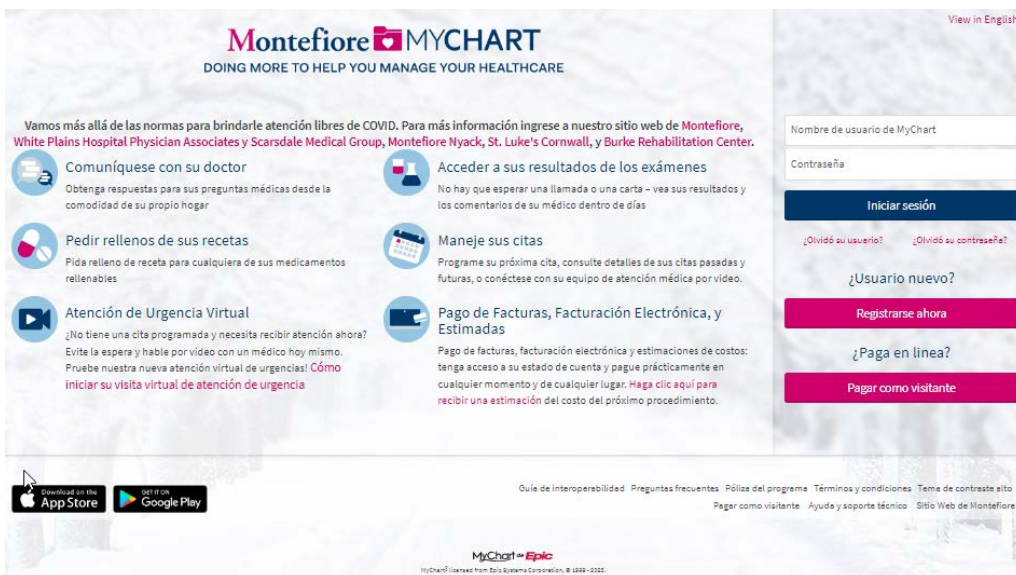 View in English
Montefiore MYCHART
DOING MORE TO HELP YOU MANAGE YOUR HEALTHCARE
Vamos más allá de las normas para brindarle atención libres de COVID. Para más información ingrese a nuestro sitio web de Montefiore,
White Plains Hospital Physician Associates y Scarsdale Medical Group, Montefiore Nyack, St. Luke's Cornwall, y Burke Rehabilitation Center.
Comuníquese con su doctor
Obtenga respuestas para sus preguntas médicas desde la
comodidad de su propio hogar
Acceder a sus resultados de los exámenes
No hay que esperar una llamada o una carta – vea sus resultados y
los comentarios de su médico dentro de días
Pedir rellenos de sus recetas
Pida relleno de receta para cualquiera de sus medicamentos
rellenables
Maneje sus citas
Programe su próxima cita, consulte detalles de sus citas pasadas y
futuras, o conéctese con su equipo de atención médica por video.
Atención de Urgencia Virtual
¿No tiene una cita programada y necesita recibir atención ahora?
Evite la espera y hable por video con un médico hoy mismo.
Pruebe nuestra nueva atención virtual de urgencias! Cómo
iniciar su visita virtual de atención de urgencia
Pago de Facturas, Facturación Electrónica, y
Estimadas
Pago de facturas, facturación electrónica y estimaciones de costos:
tenga acceso a su estado de cuenta y pague prácticamente en
cualquier momento y de cualquier lugar. Haga clic aquí para
recibir una estimación del costo del próximo procedimiento.
Nombre de usuario de MyChart
Contraseña
Iniciar sesión
¿Olvidó su usuario? ¿Olvidó su contraseña?
¿Usuario nuevo?
Registrarse ahora
¿Paga en linea?
Pagar como visitante
Download on the
App Store
GET IT ON
Google Play
Guía de interoperabilidad Preguntas frecuentes Póliza del programa Términos y condiciones Tema de contraste alto
Pagar como visitante Ayuda y soporte técnico Sitio Web de Montefiore
MyChart de Epic
MyChart® licensed from Epic Systems Corporation, © 1999 - 2025.